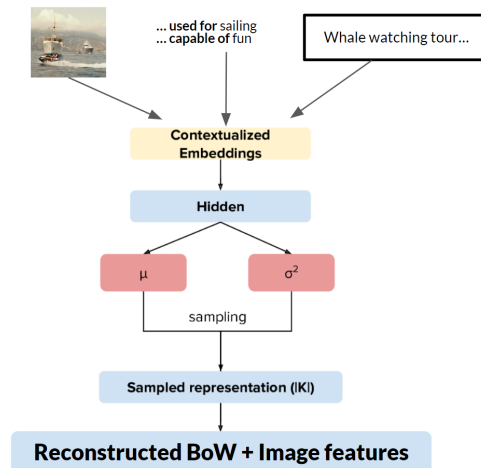 ... used for sailing
... capable of fun
Whale watching tour...
Contextualized
Embeddings
Hidden
μ
σ²
sampling
Sampled representation (|K|)
Reconstructed BoW + Image features